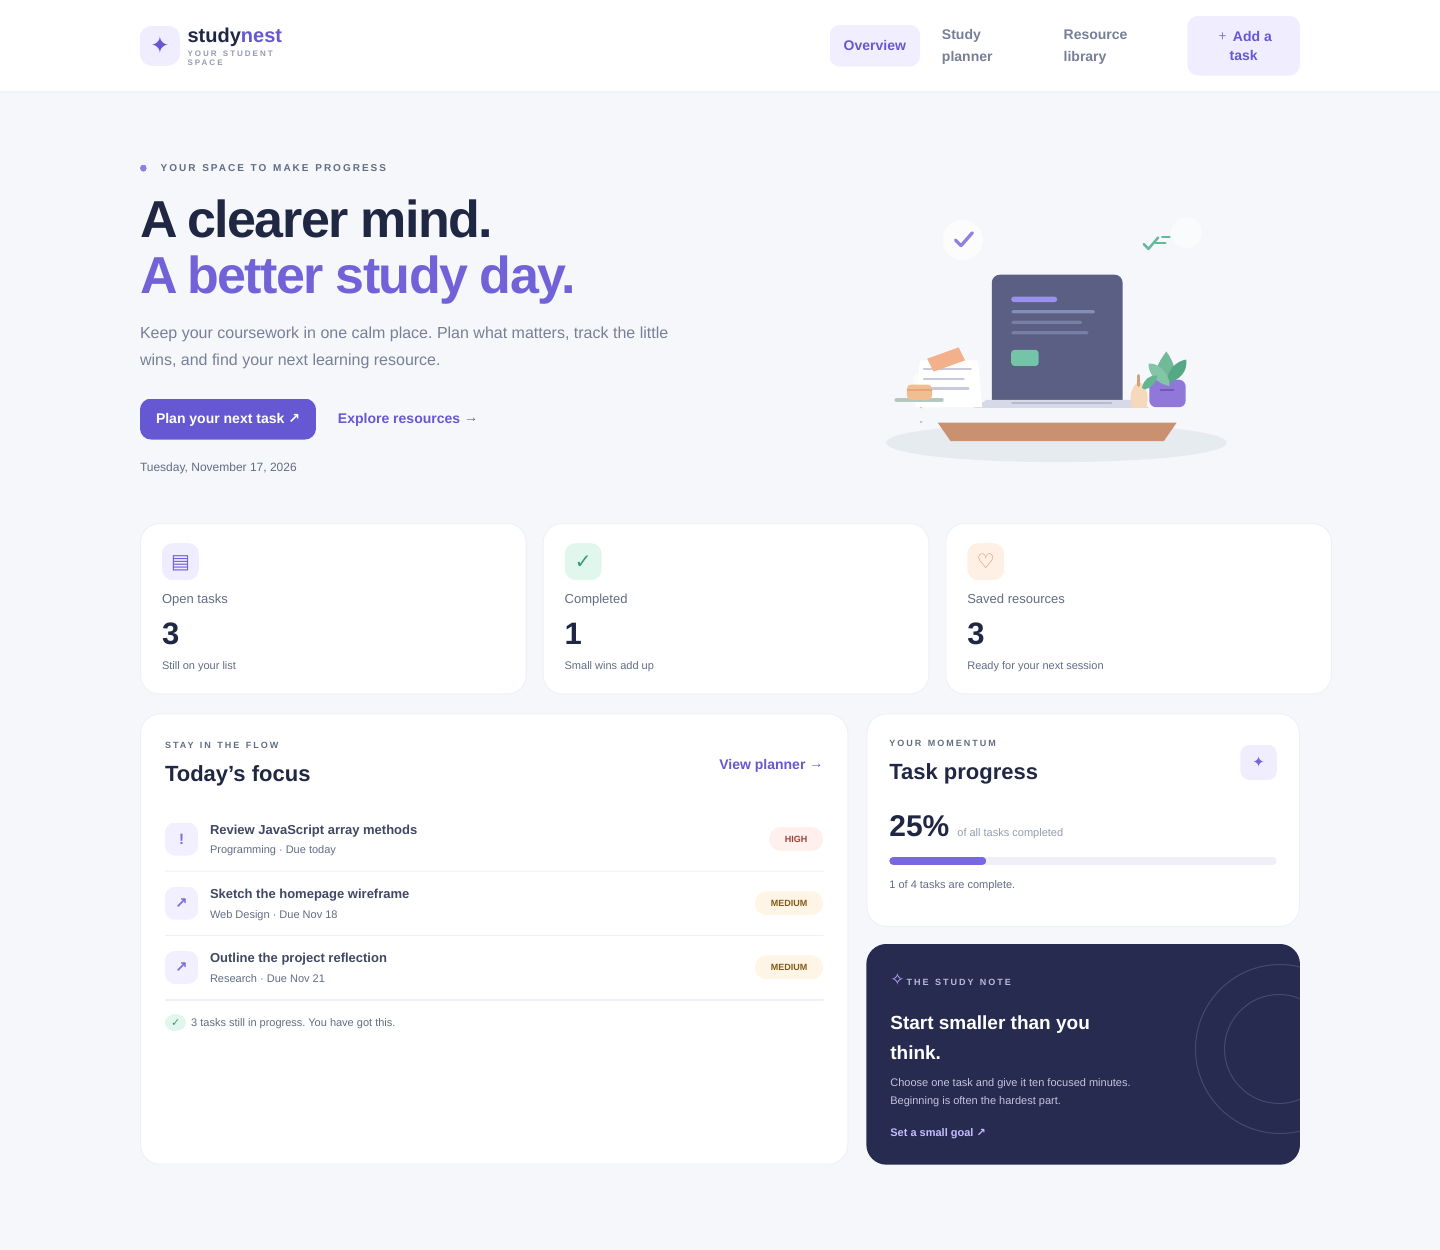 ✦ studynest
YOUR STUDENT
SPACE
Overview
Study
planner
Resource
library
+ Add a
task
YOUR SPACE TO MAKE PROGRESS
A clearer mind.
A better study day.
Keep your coursework in one calm place. Plan what matters, track the little
wins, and find your next learning resource.
Plan your next task ↗
Explore resources →
Tuesday, November 17, 2026
Open tasks
3
Still on your list
Completed
1
Small wins add up
Saved resources
3
Ready for your next session
STAY IN THE FLOW
Today’s focus
View planner →
! Review JavaScript array methods
Programming · Due today
HIGH
↗ Sketch the homepage wireframe
Web Design · Due Nov 18
MEDIUM
↗ Outline the project reflection
Research · Due Nov 21
MEDIUM
✓ 3 tasks still in progress. You have got this.
YOUR MOMENTUM
Task progress
✦
25% of all tasks completed
1 of 4 tasks are complete.
✧ THE STUDY NOTE
Start smaller than you
think.
Choose one task and give it ten focused minutes.
Beginning is often the hardest part.
Set a small goal ↗